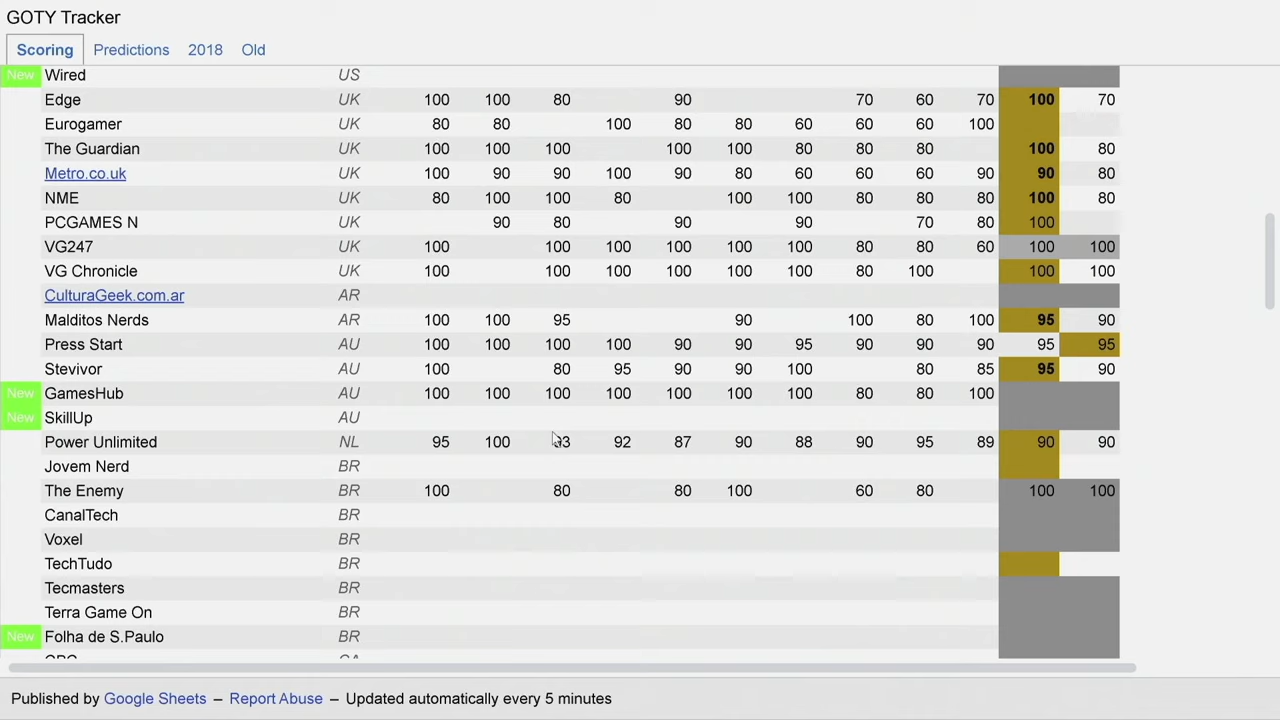 GOTY Tracker
Scoring Predictions 2018 Old
New Wired US
Edge UK 100 100 80 90 70 60 70 100 70
Eurogamer UK 80 80 100 80 80 60 60 60 100
The Guardian UK 100 100 100 100 100 80 80 80 100 80
Metro.co.uk UK 100 90 90 100 90 80 60 60 60 90 90 80
NME UK 80 100 100 80 100 100 80 80 80 100 80
PCGAMES N UK 90 80 90 90 70 80 100
VG247 UK 100 100 100 100 100 100 80 80 60 100 100
VG Chronicle UK 100 100 100 100 100 100 80 100 100 100
CulturaGeek.com.ar AR
Malditos Nerds AR 100 100 95 90 100 80 100 95 90
Press Start AU 100 100 100 100 90 90 95 90 90 90 95 95
Stevivor AU 100 80 95 90 90 100 80 85 95 90
New GamesHub AU 100 100 100 100 100 100 100 80 80 100
New SkillUp AU
Power Unlimited NL 95 100 93 92 87 90 88 90 95 89 90 90
Jovem Nerd BR
The Enemy BR 100 80 80 100 60 80 100 100
CanalTech BR
Voxel BR
TechTudo BR
Tecmasters BR
Terra Game On BR
New Folha de S.Paulo BR
Published by Google Sheets – Report Abuse – Updated automatically every 5 minutes